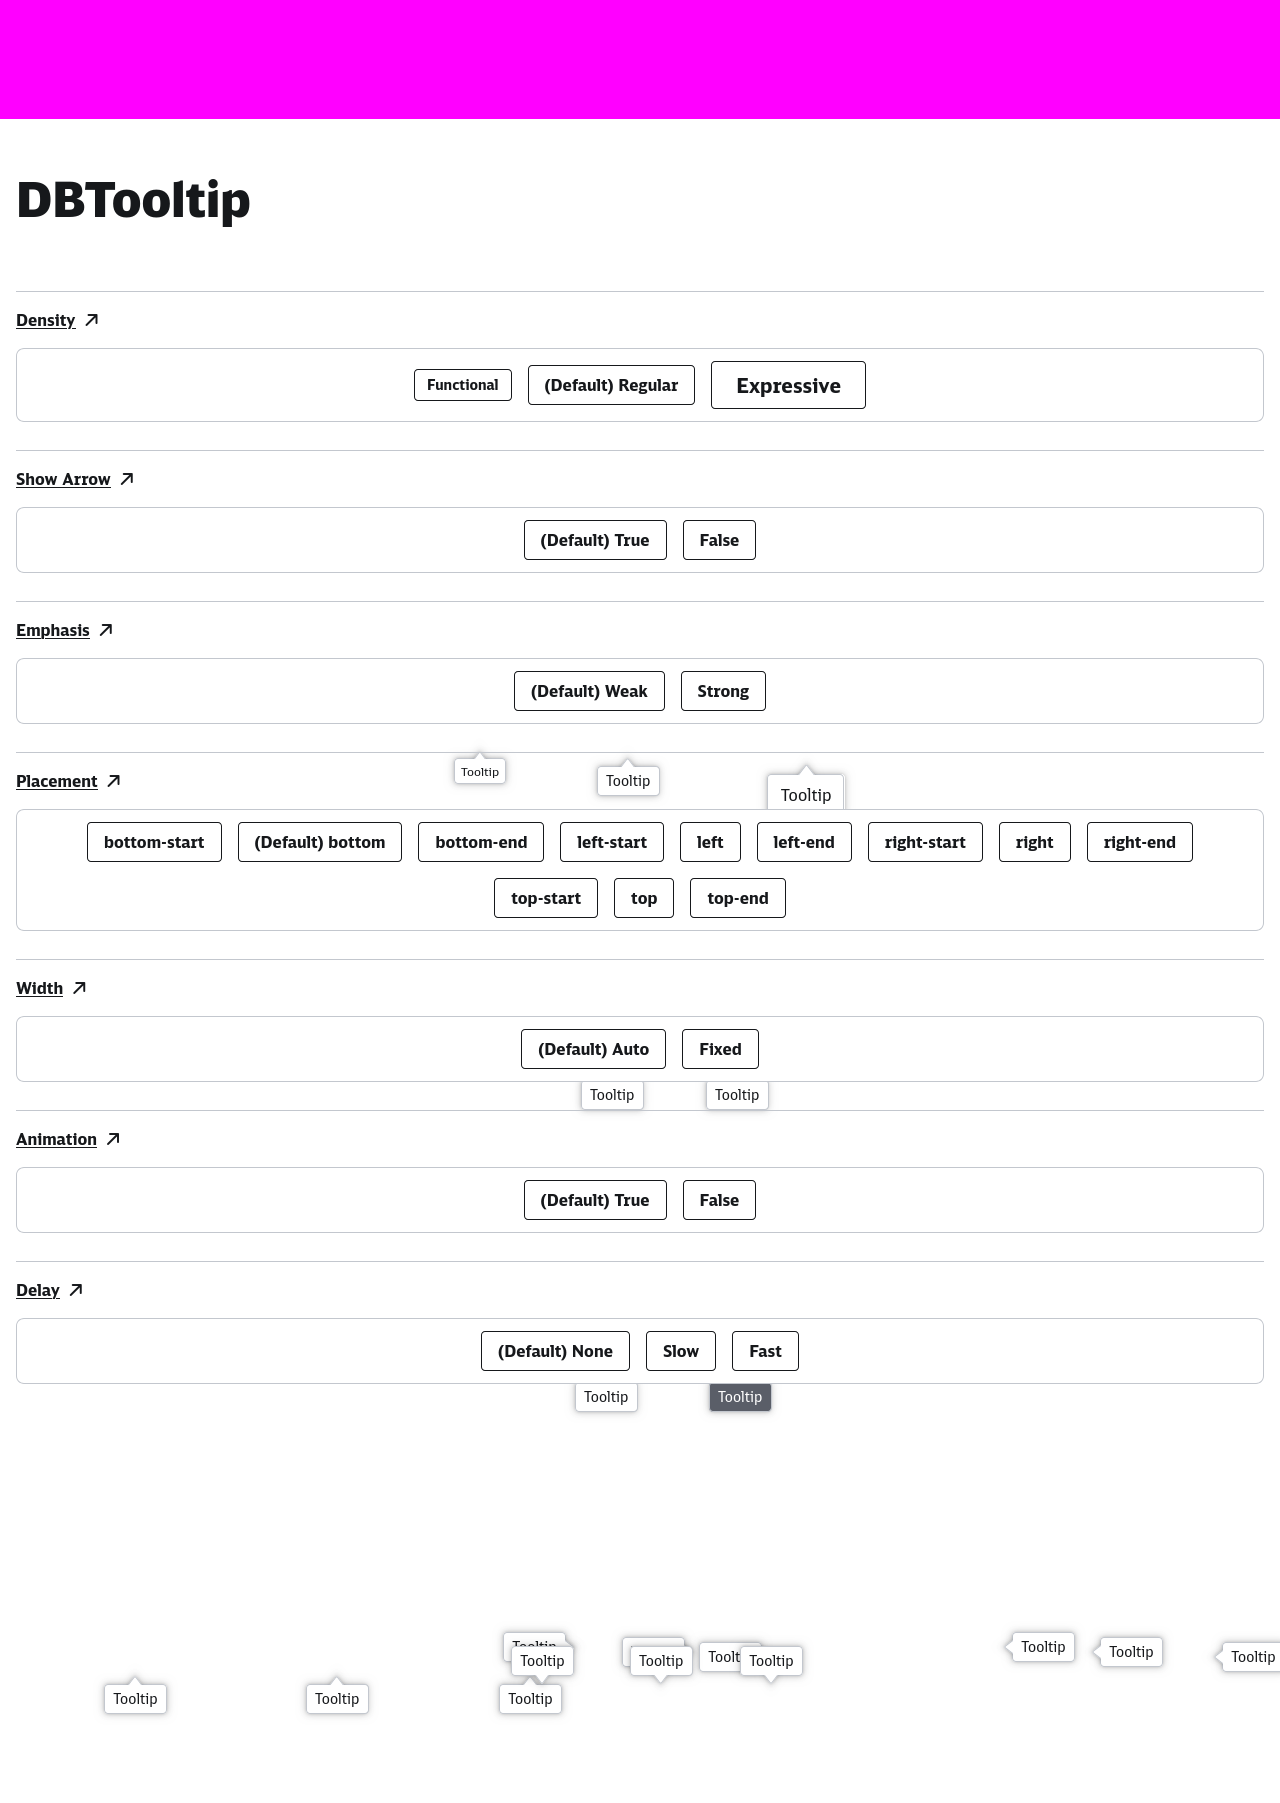 DBTooltip
Density
Functional (Default) Regular Expressive
Show Arrow
(Default) True False
Emphasis
(Default) Weak Strong
Tooltip Tooltip Tooltip
Placement
bottom-start (Default) bottom bottom-end left-start left left-end right-start right right-end
top-start top top-end
Width
(Default) Auto Fixed
Tooltip Tooltip
Animation
(Default) True False
Delay
(Default) None Slow Fast
Tooltip Tooltip
Tooltip Tooltip Tooltip Tooltip
Tooltip Tooltip Toolt Tooltip
Tooltip Tooltip Tooltip